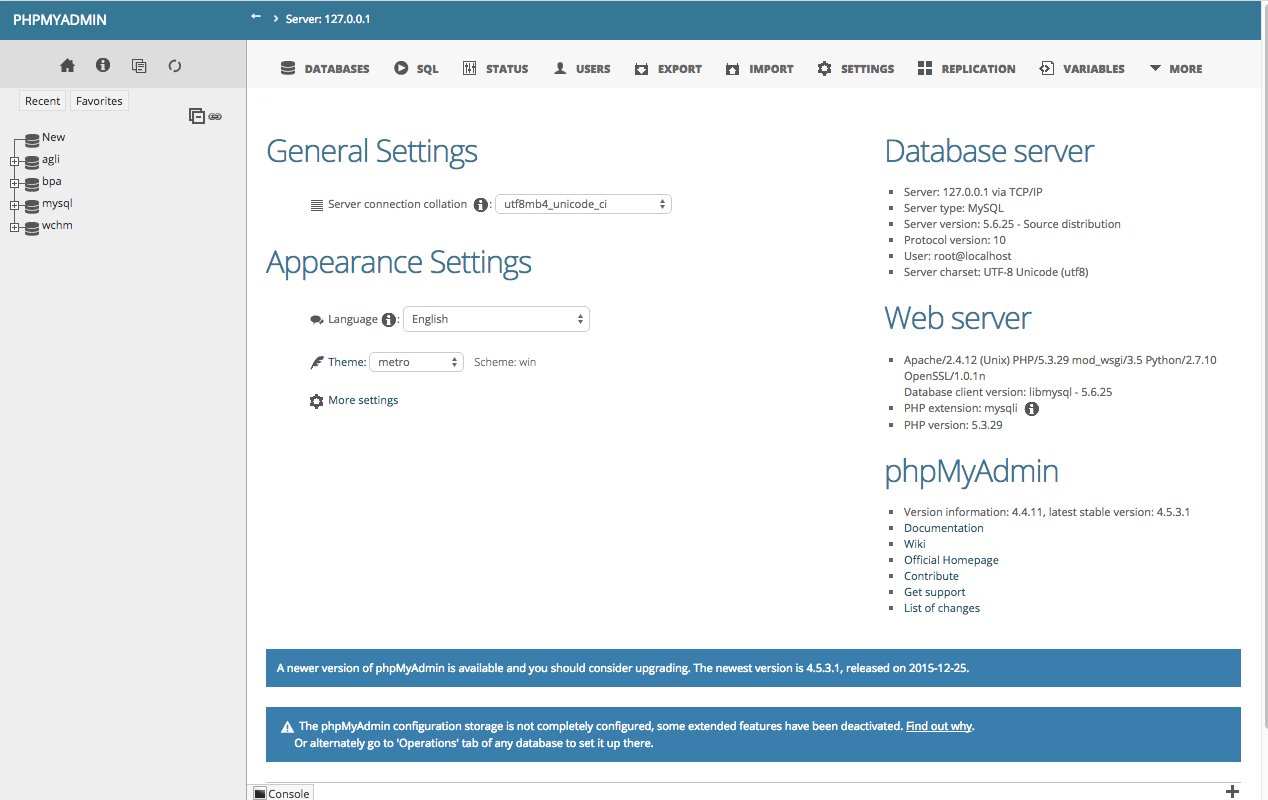 PHPMYADMIN
← › Server: 127.0.0.1
DATABASES SQL STATUS USERS EXPORT IMPORT SETTINGS REPLICATION VARIABLES MORE
Recent Favorites
New
agli
bpa
mysql
wchm
General Settings
Server connection collation : utf8mb4_unicode_ci
Appearance Settings
Language : English
Theme: metro Scheme: win
More settings
Database server
Server: 127.0.0.1 via TCP/IP
Server type: MySQL
Server version: 5.6.25 - Source distribution
Protocol version: 10
User: root@localhost
Server charset: UTF-8 Unicode (utf8)
Web server
Apache/2.4.12 (Unix) PHP/5.3.29 mod_wsgi/3.5 Python/2.7.10
OpenSSL/1.0.1n
Database client version: libmysql - 5.6.25
PHP extension: mysqli
PHP version: 5.3.29
phpMyAdmin
Version information: 4.4.11, latest stable version: 4.5.3.1
Documentation
Wiki
Official Homepage
Contribute
Get support
List of changes
A newer version of phpMyAdmin is available and you should consider upgrading. The newest version is 4.5.3.1, released on 2015-12-25.
The phpMyAdmin configuration storage is not completely configured, some extended features have been deactivated. Find out why.
Or alternately go to 'Operations' tab of any database to set it up there.
Console